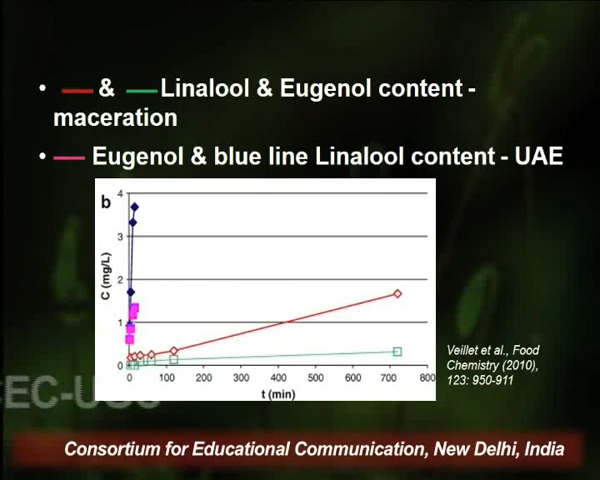 • & Linalool & Eugenol content -
maceration
• Eugenol & blue line Linalool content - UAE
b
C (mg/L)
4
3
2
1
0
0 100 200 300 400 500 600 700 800
t (min)
Veillet et al., Food
Chemistry (2010),
123: 950-911
CEC-UGC
Consortium for Educational Communication, New Delhi, India